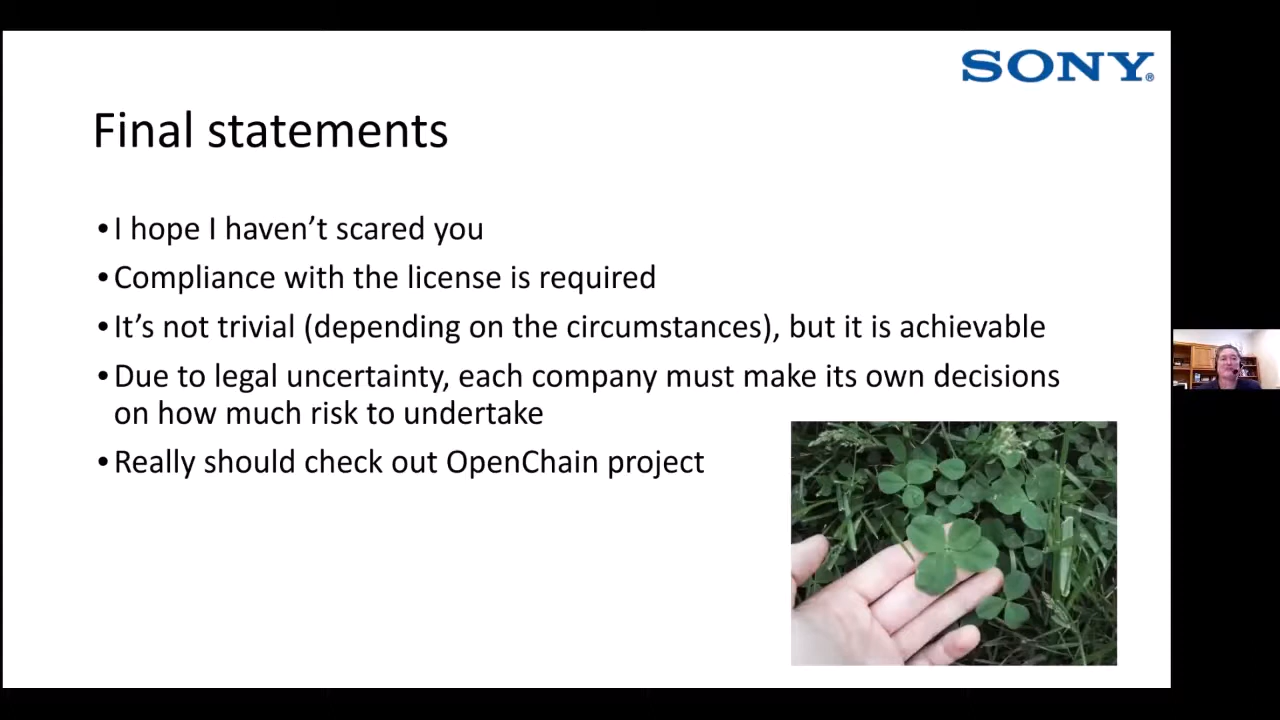 SONY
Final statements
•I hope I haven't scared you
•Compliance with the license is required
•It's not trivial (depending on the circumstances), but it is achievable
•Due to legal uncertainty, each company must make its own decisions
on how much risk to undertake
•Really should check out OpenChain project